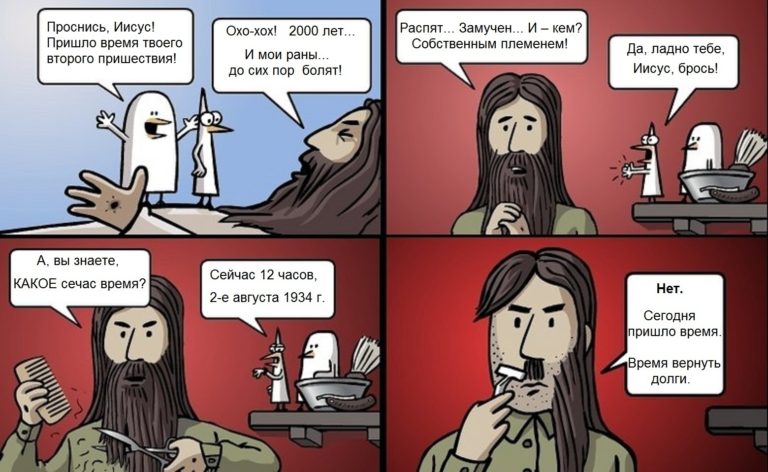 Проснись, Иисус!
Пришло время твоего
второго пришествия!
Охо-хох! 2000 лет...
И мои раны...
до сих пор болят!
Распят... Замучен... И – кем?
Собственным племенем!
Да, ладно тебе,
Иисус, брось!
А, вы знаете,
КАКОЕ сечас время?
Сейчас 12 часов,
2-е августа 1934 г.
Нет.
Сегодня
пришло время.
Время вернуть
долги.